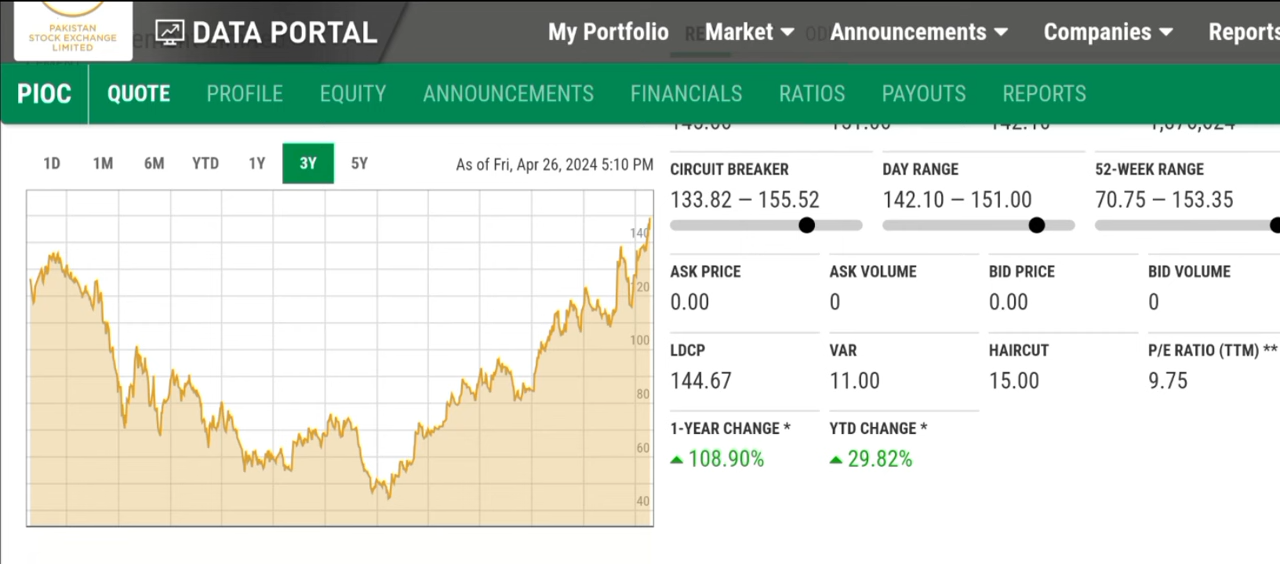 PAKISTAN
STOCK EXCHANGE
LIMITED
DATA PORTAL
My Portfolio Market Announcements Companies Reports
PIOC QUOTE PROFILE EQUITY ANNOUNCEMENTS FINANCIALS RATIOS PAYOUTS REPORTS
1D 1M 6M YTD 1Y 3Y 5Y
As of Fri, Apr 26, 2024 5:10 PM
140
120
100
80
60
40
CIRCUIT BREAKER DAY RANGE 52-WEEK RANGE
133.82 — 155.52 142.10 — 151.00 70.75 — 153.35
ASK PRICE ASK VOLUME BID PRICE BID VOLUME
0.00 0 0.00 0
LDCP VAR HAIRCUT P/E RATIO (TTM) **
144.67 11.00 15.00 9.75
1-YEAR CHANGE * YTD CHANGE *
108.90% 29.82%